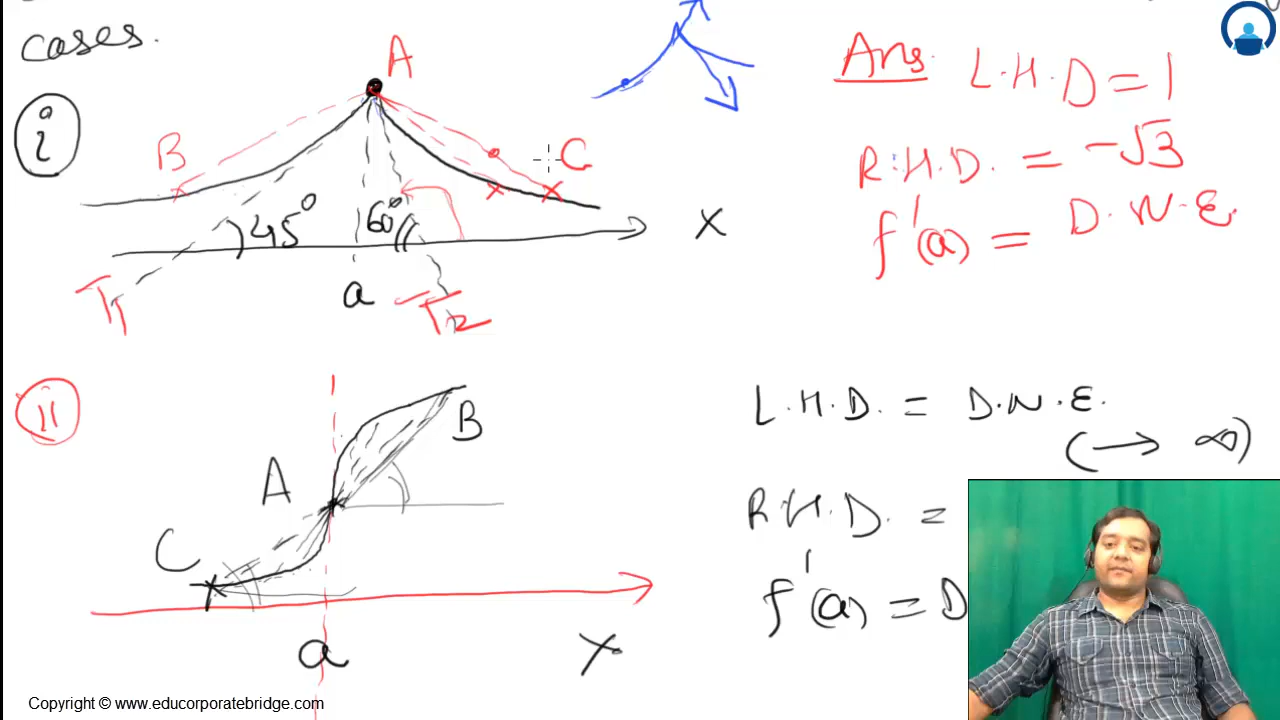 cases.
i
A
B
C
45°
60°
X
T1
a
T2
Ans.
L.H.D = 1
R.H.D. = -√3
f'(a) = D.N.E.
ii
A
B
C
a
X
L.H.D. = D.N.E.
(→ ∞)
R.H.D. =
f'(a) = D
Copyright © www.educorporatebridge.com